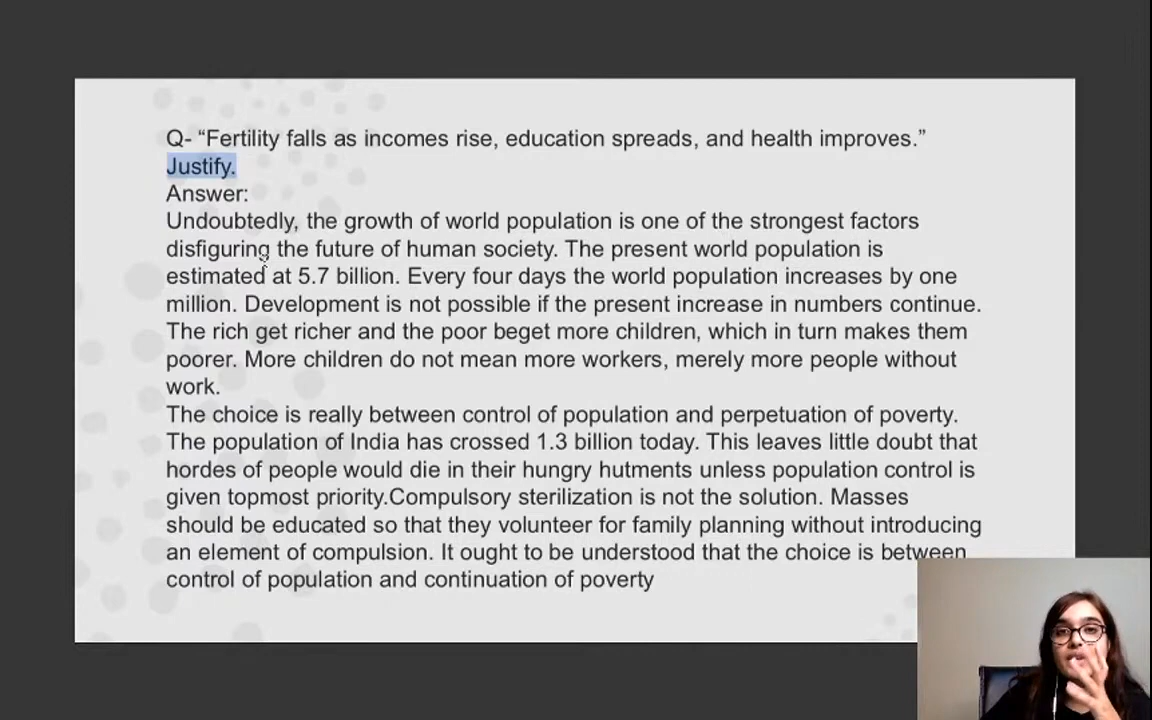 Q- “Fertility falls as incomes rise, education spreads, and health improves.”
Justify.
Answer:
Undoubtedly, the growth of world population is one of the strongest factors
disfiguring the future of human society. The present world population is
estimated at 5.7 billion. Every four days the world population increases by one
million. Development is not possible if the present increase in numbers continue.
The rich get richer and the poor beget more children, which in turn makes them
poorer. More children do not mean more workers, merely more people without
work.
The choice is really between control of population and perpetuation of poverty.
The population of India has crossed 1.3 billion today. This leaves little doubt that
hordes of people would die in their hungry hutments unless population control is
given topmost priority.Compulsory sterilization is not the solution. Masses
should be educated so that they volunteer for family planning without introducing
an element of compulsion. It ought to be understood that the choice is between
control of population and continuation of poverty